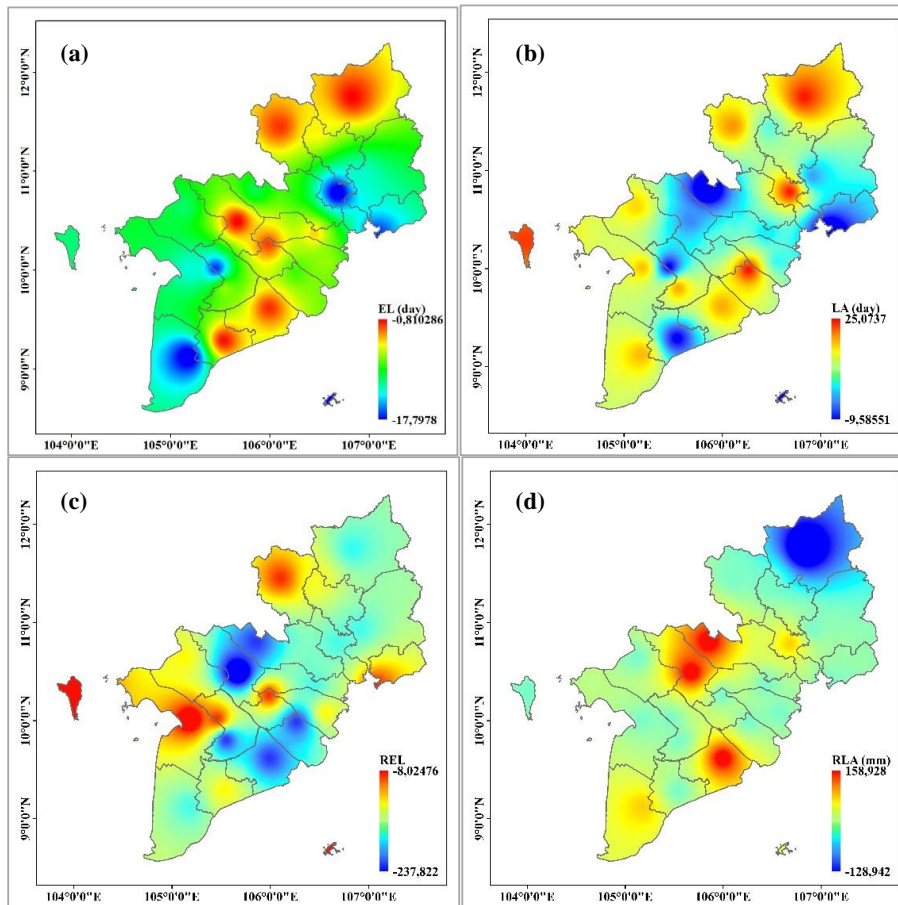 (a)
12°0'0"N
11°0'0"N
10°0'0"N
9°0'0"N
EL (day)
-0,810286
-17,7978
104°0'0"E 105°0'0"E 106°0'0"E 107°0'0"E
(b)
12°0'0"N
11°0'0"N
10°0'0"N
9°0'0"N
LA (day)
25,0737
-9,58551
104°0'0"E 105°0'0"E 106°0'0"E 107°0'0"E
(c)
12°0'0"N
11°0'0"N
10°0'0"N
9°0'0"N
REL
-8,02476
-237,822
104°0'0"E 105°0'0"E 106°0'0"E 107°0'0"E
(d)
12°0'0"N
11°0'0"N
10°0'0"N
9°0'0"N
RLA (mm)
158,928
-128,942
104°0'0"E 105°0'0"E 106°0'0"E 107°0'0"E